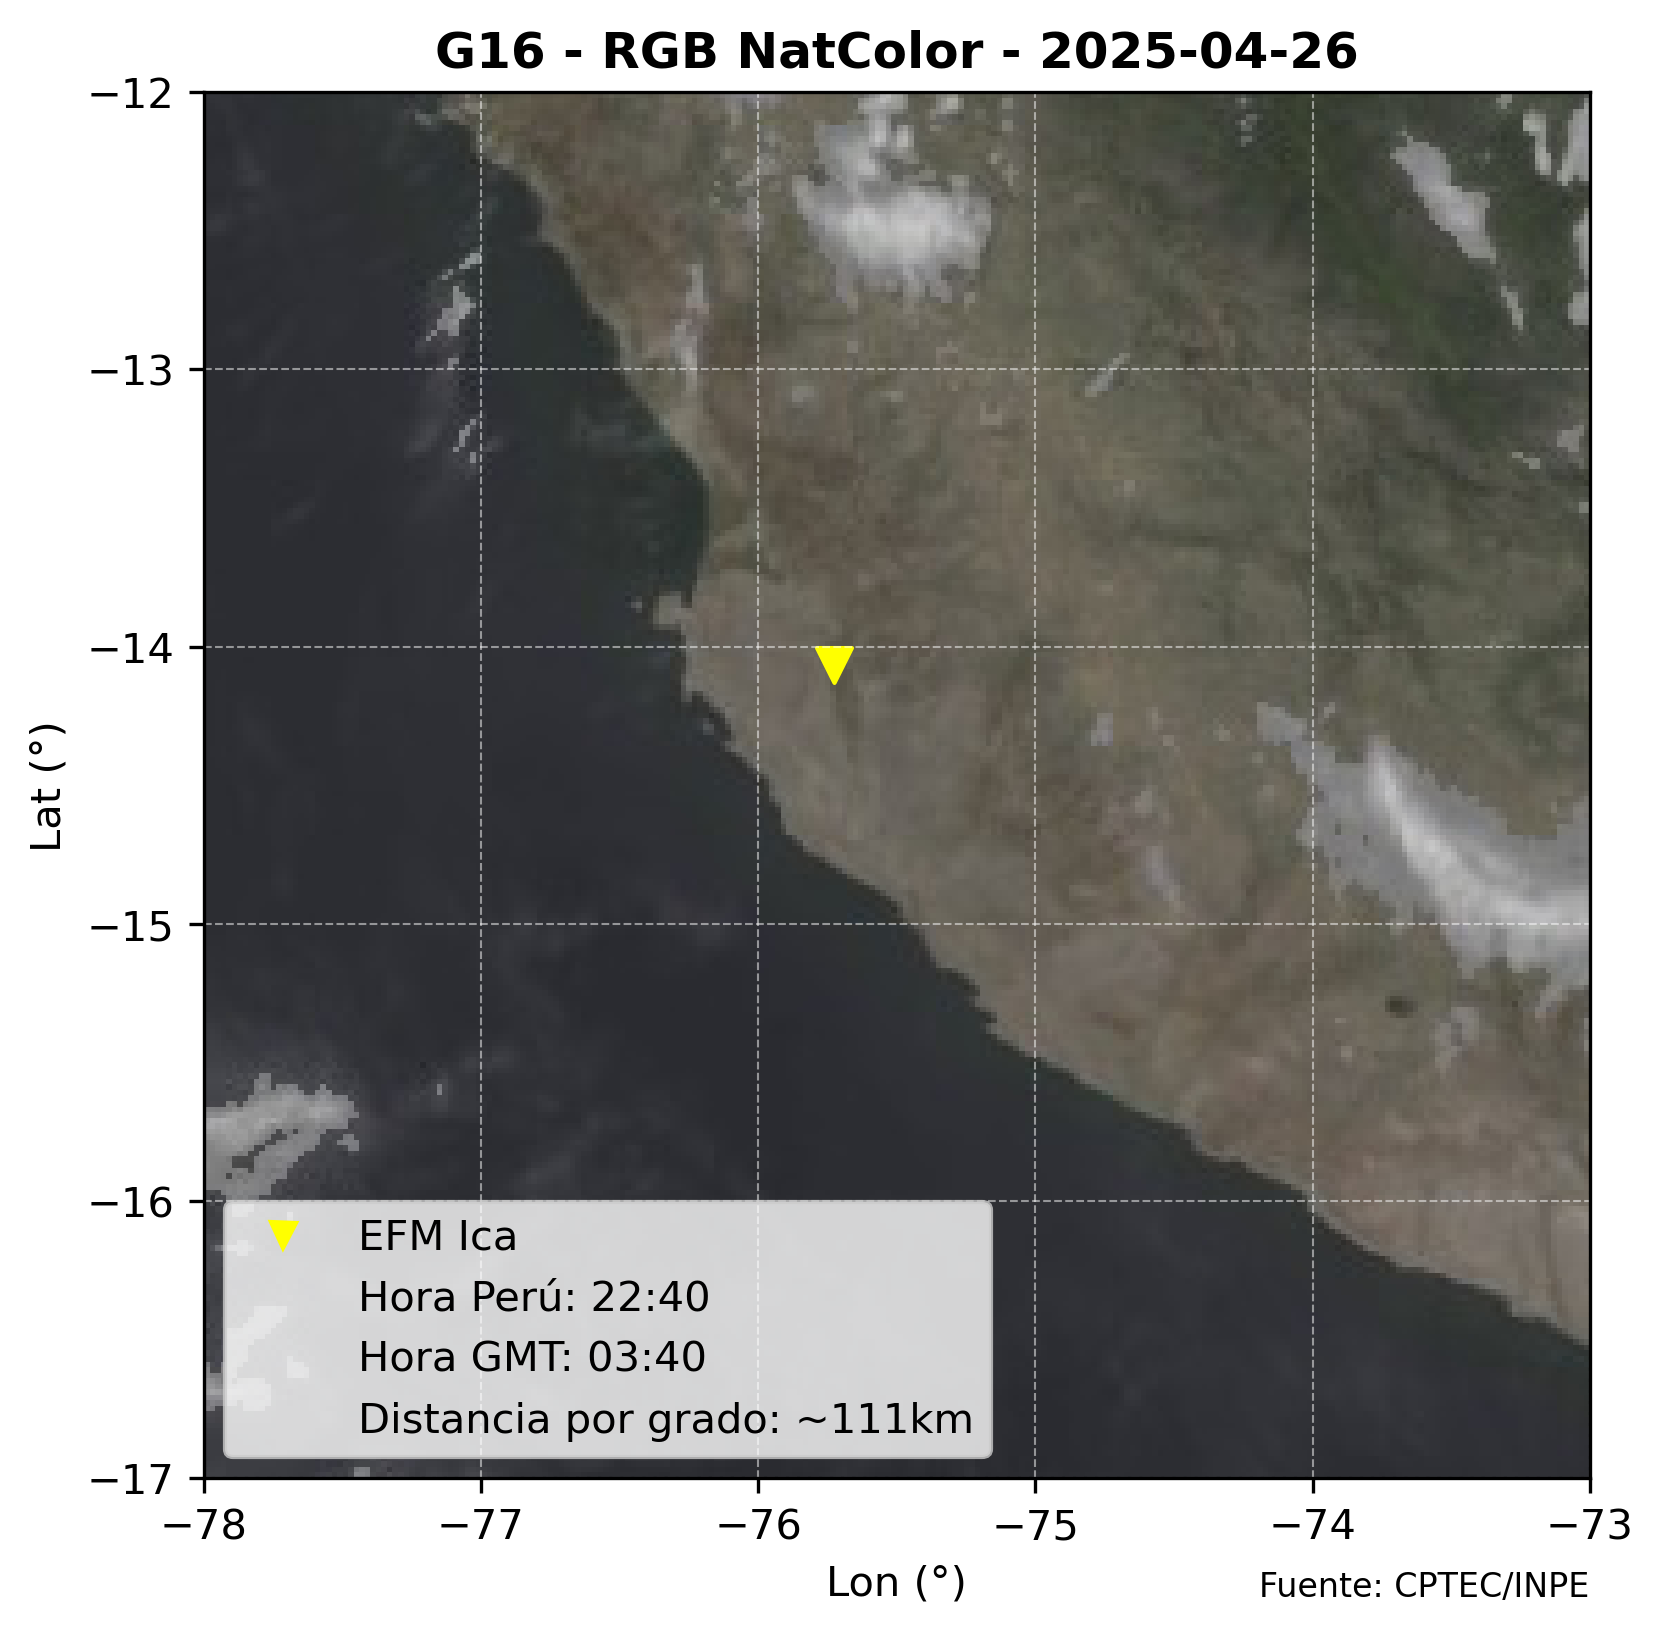 G16 - RGB NatColor - 2025-04-26
−12
−13
−14
−15
−16
−17
Lat (°)
EFM Ica
Hora Perú: 22:40
Hora GMT: 03:40
Distancia por grado: ~111km
−78
−77
−76
−75
−74
−73
Lon (°)
Fuente: CPTEC/INPE